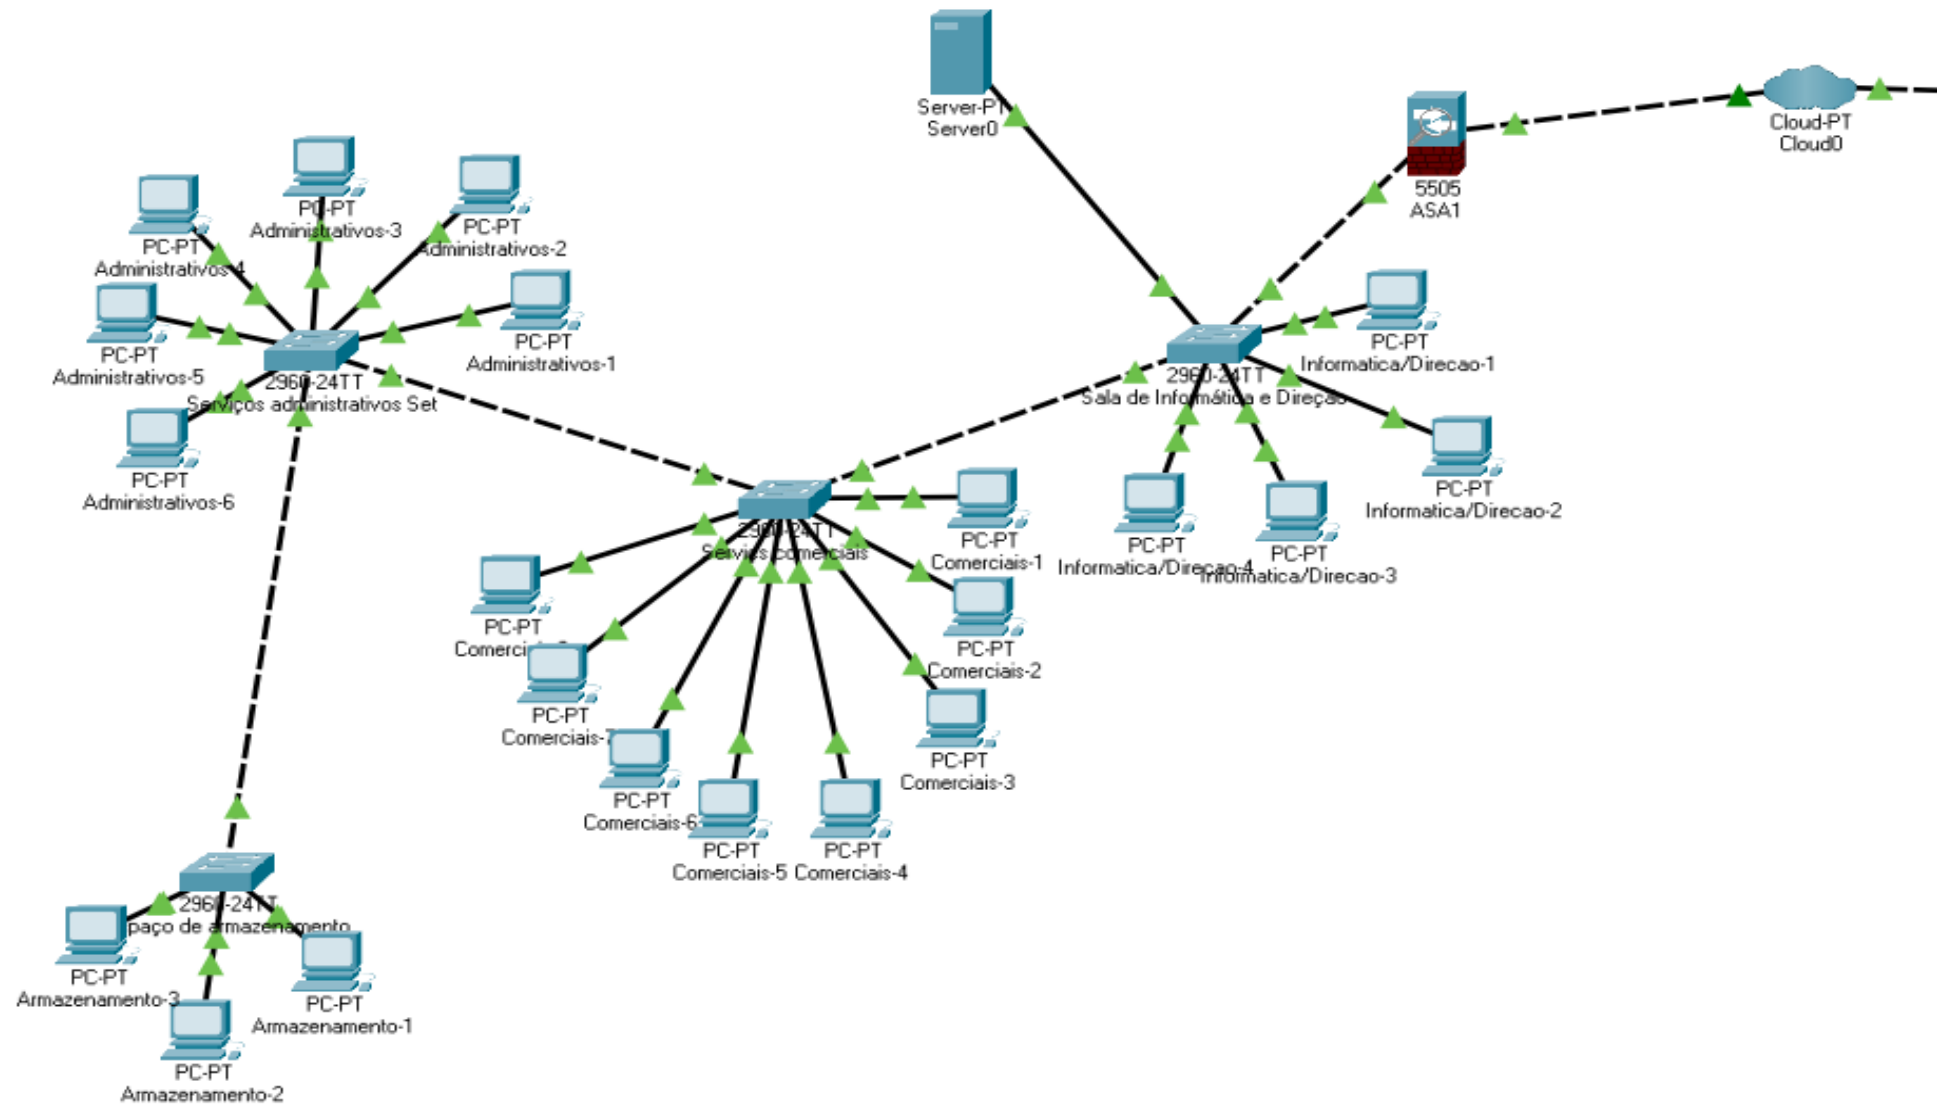 Server-PT
Server0
Cloud-PT
Cloud0
5505
ASA1
PC-PT
Administrativos-3
PC-PT
Administrativos-2
PC-PT
Administrativos-4
PC-PT
Administrativos-5
PC-PT
Administrativos-1
2960-24TT
Serviços administrativos Set
PC-PT
Administrativos-6
2960-24TT
Sala de Informática e Direção
PC-PT
Informatica/Direcao-1
PC-PT
Informatica/Direcao-2
PC-PT
Informatica/Direcao-4
PC-PT
Informatica/Direcao-3
2960-24TT
comerciais
PC-PT
Comerciais-1
PC-PT
Comerciais-2
PC-PT
Comerciais-3
PC-PT
Comerciais-4
PC-PT
Comerciais-5
PC-PT
Comerciais-6
PC-PT
Comerciais-7
PC-PT
2960-24TT
paço de armazenamento
PC-PT
Armazenamento-3
PC-PT
Armazenamento-1
PC-PT
Armazenamento-2